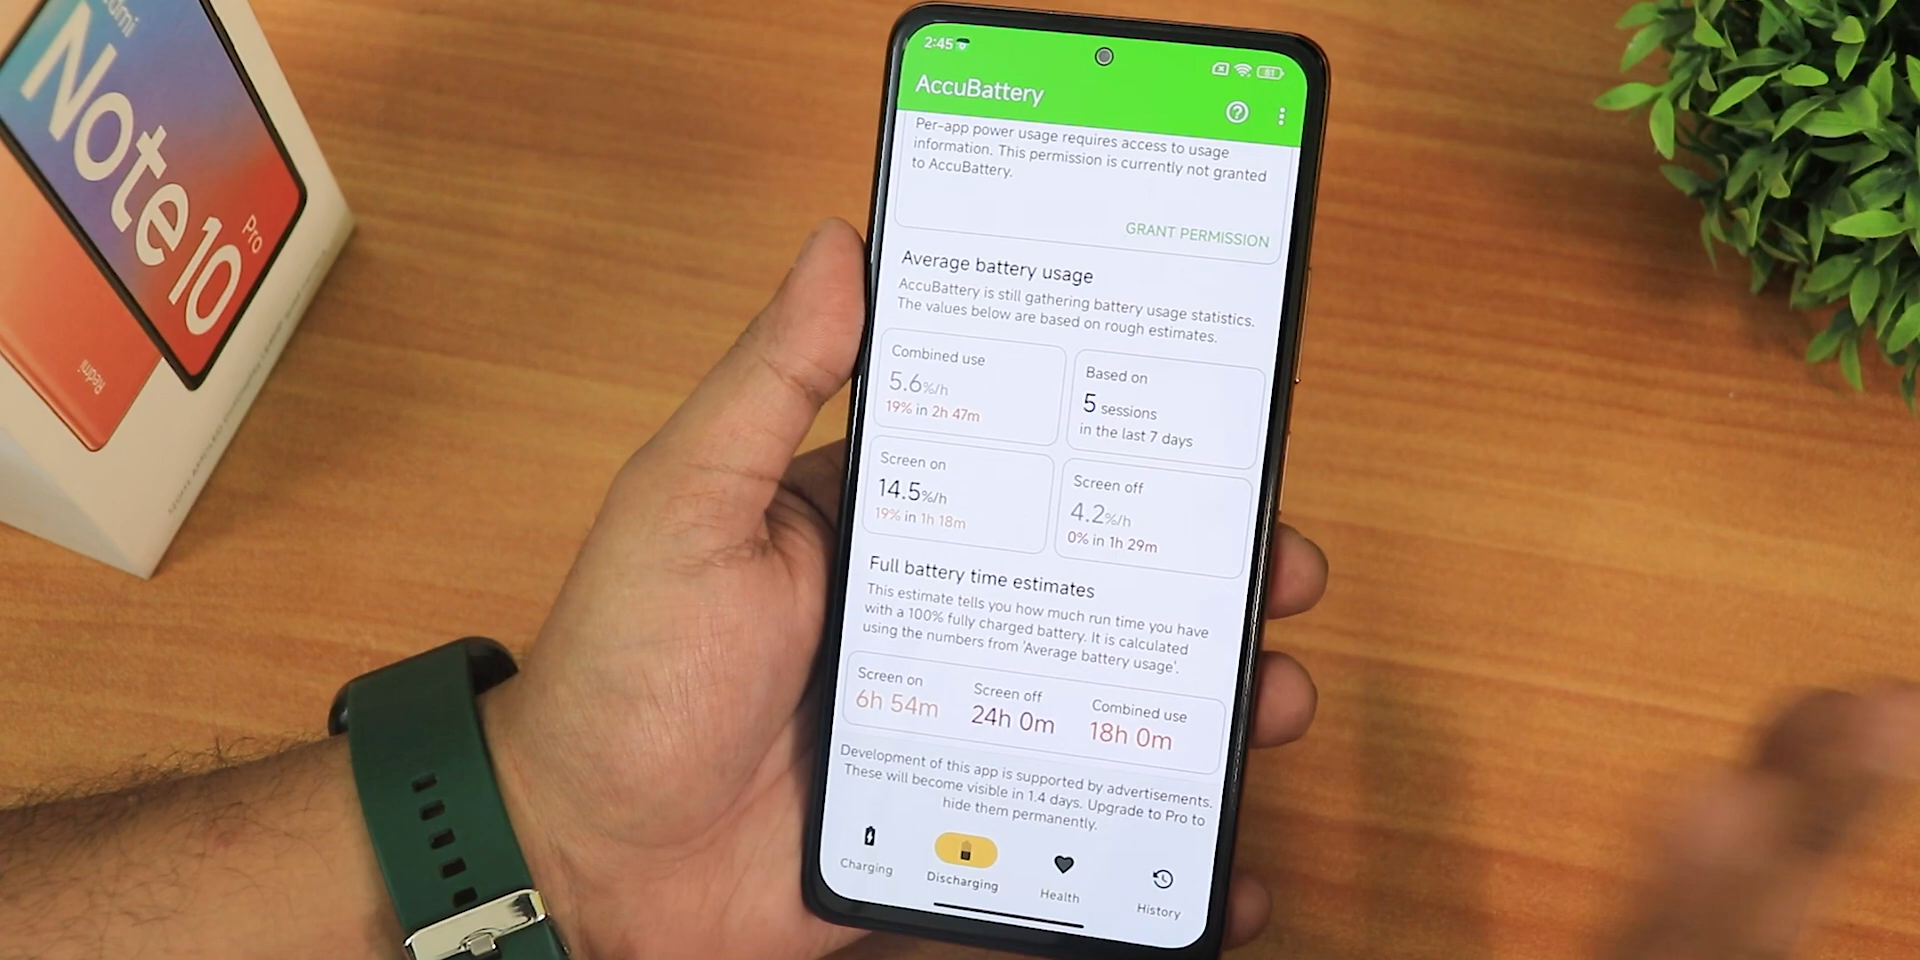 Redmi
Note 10
Pro
Redmi
2:45
61
AccuBattery
Per-app power usage requires access to usage
information. This permission is currently not granted
to AccuBattery.
GRANT PERMISSION
Average battery usage
AccuBattery is still gathering battery usage statistics.
The values below are based on rough estimates.
Combined use
5.6%/h
19% in 2h 47m
Based on
5 sessions
in the last 7 days
Screen on
14.5%/h
19% in 1h 18m
Screen off
4.2%/h
0% in 1h 29m
Full battery time estimates
This estimate tells you how much run time you have
with a 100% fully charged battery. It is calculated
using the numbers from 'Average battery usage'.
Screen on
6h 54m
Screen off
24h 0m
Combined use
18h 0m
Development of this app is supported by advertisements.
These will become visible in 1.4 days. Upgrade to Pro to
hide them permanently.
Charging
Discharging
Health
History